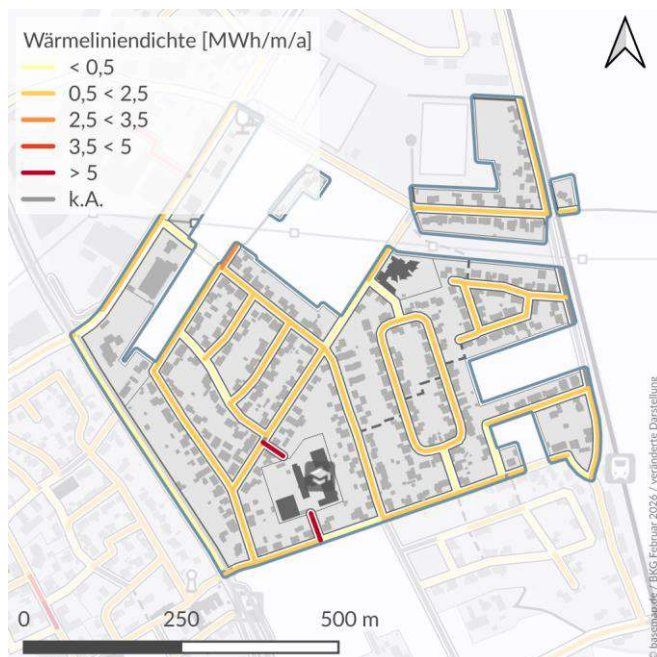 Wärmeliniendichte [MWh/m/a]
< 0,5
0,5 < 2,5
2,5 < 3,5
3,5 < 5
> 5
k.A.
© basemap.de / BKG Februar 2026 / veränderte Darstellung
0 250 500 m